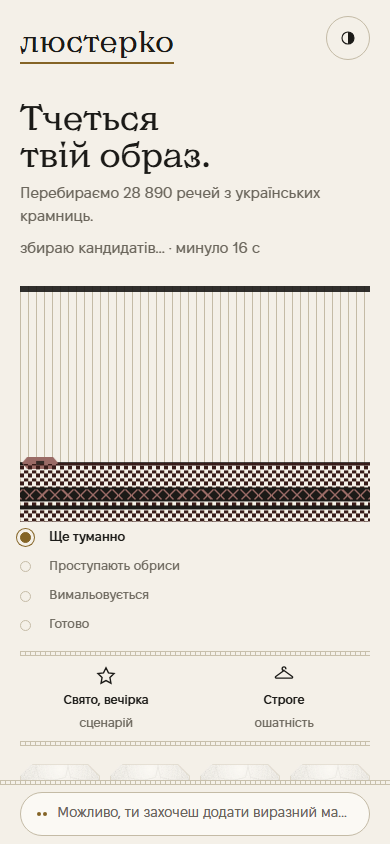 люстерко
Тчеться
твій образ.
Перебираємо 28 890 речей з українських
крамниць.
збираю кандидатів... · минуло 16 с
Ще туманно
Проступають обриси
Вимальовується
Готово
Свято, вечірка
сценарій
Строге
ошатність
Можливо, ти захочеш додати виразний ма...